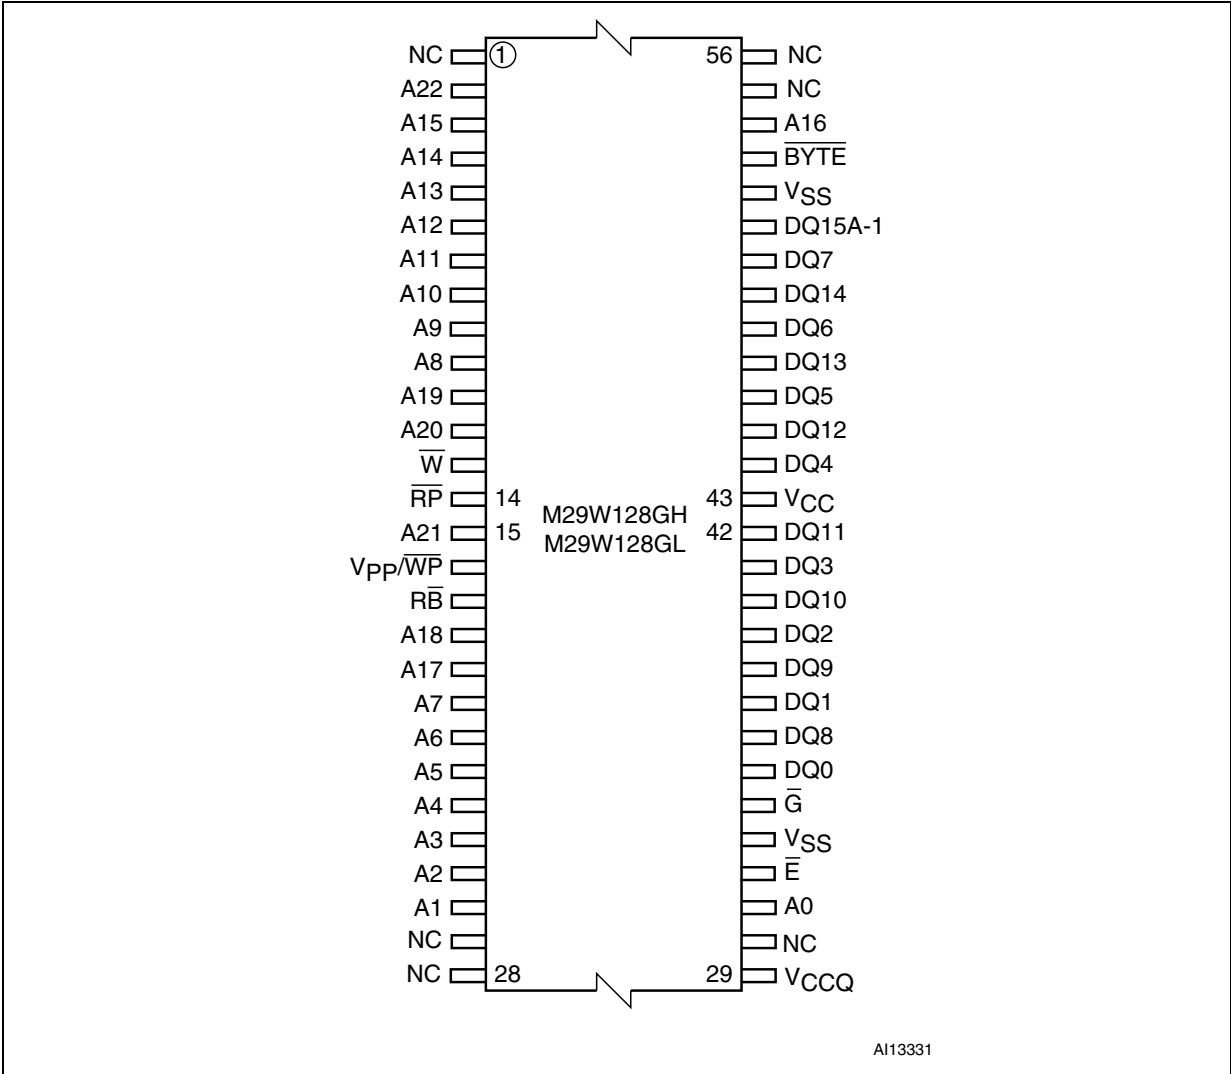 NC 1 56 NC
A22 NC
A15 A16
A14 B̅Y̅T̅E̅
A13 VSS
A12 DQ15A-1
A11 DQ7
A10 DQ14
A9 DQ6
A8 DQ13
A19 DQ5
A20 DQ12
W̅ DQ4
R̅P̅ 14 43 VCC
A21 15 42 DQ11
M29W128GH
M29W128GL
VPP/W̅P̅ DQ3
RB̅ DQ10
A18 DQ2
A17 DQ9
A7 DQ1
A6 DQ8
A5 DQ0
A4 G̅
A3 VSS
A2 E̅
A1 A0
NC NC
NC 28 29 VCCQ
AI13331